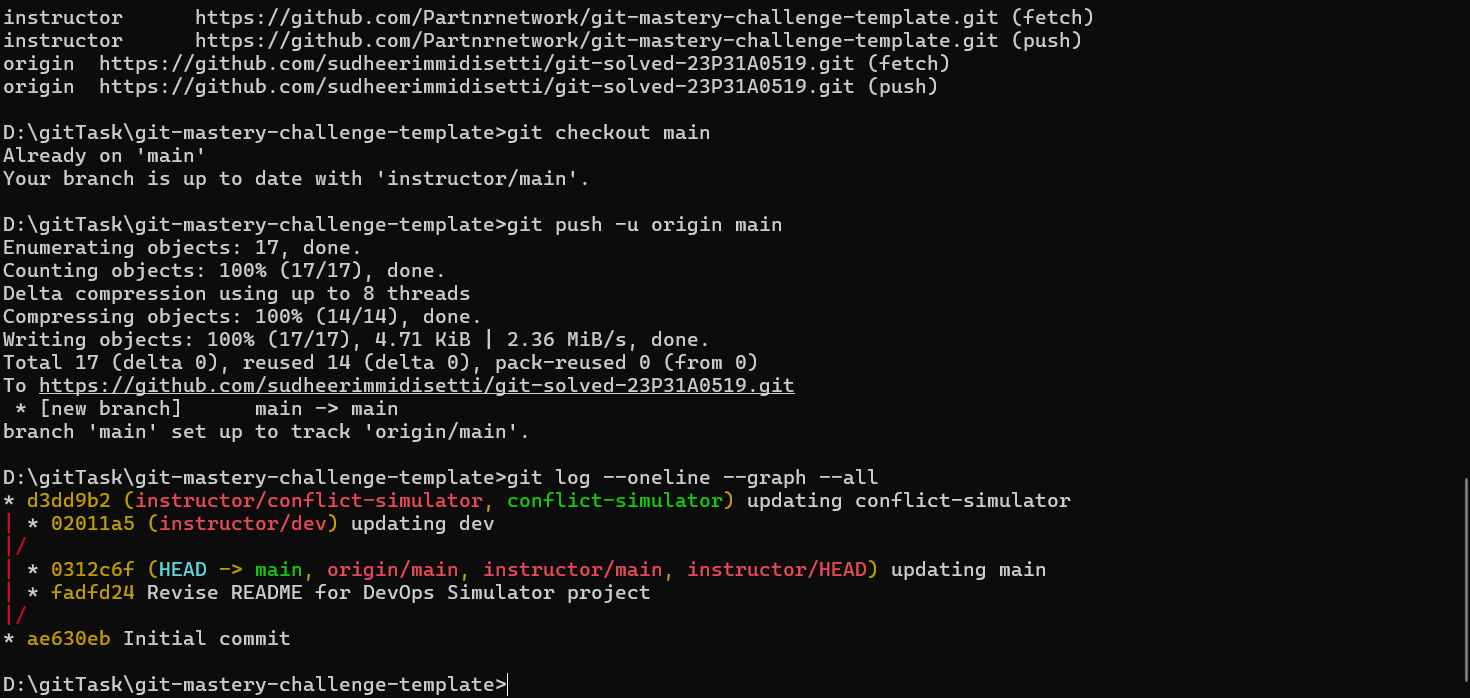 instructor      https://github.com/Partnrnetwork/git-mastery-challenge-template.git (fetch)
instructor      https://github.com/Partnrnetwork/git-mastery-challenge-template.git (push)
origin  https://github.com/sudheerimmidisetti/git-solved-23P31A0519.git (fetch)
origin  https://github.com/sudheerimmidisetti/git-solved-23P31A0519.git (push)

D:\gitTask\git-mastery-challenge-template>git checkout main
Already on 'main'
Your branch is up to date with 'instructor/main'.

D:\gitTask\git-mastery-challenge-template>git push -u origin main
Enumerating objects: 17, done.
Counting objects: 100% (17/17), done.
Delta compression using up to 8 threads
Compressing objects: 100% (14/14), done.
Writing objects: 100% (17/17), 4.71 KiB | 2.36 MiB/s, done.
Total 17 (delta 0), reused 14 (delta 0), pack-reused 0 (from 0)
To https://github.com/sudheerimmidisetti/git-solved-23P31A0519.git
 * [new branch]      main -> main
branch 'main' set up to track 'origin/main'.

D:\gitTask\git-mastery-challenge-template>git log --oneline --graph --all
* d3dd9b2 (instructor/conflict-simulator, conflict-simulator) updating conflict-simulator
| * 02011a5 (instructor/dev) updating dev
|/
| * 0312c6f (HEAD -> main, origin/main, instructor/main, instructor/HEAD) updating main
| * fadfd24 Revise README for DevOps Simulator project
|/
* ae630eb Initial commit

D:\gitTask\git-mastery-challenge-template>